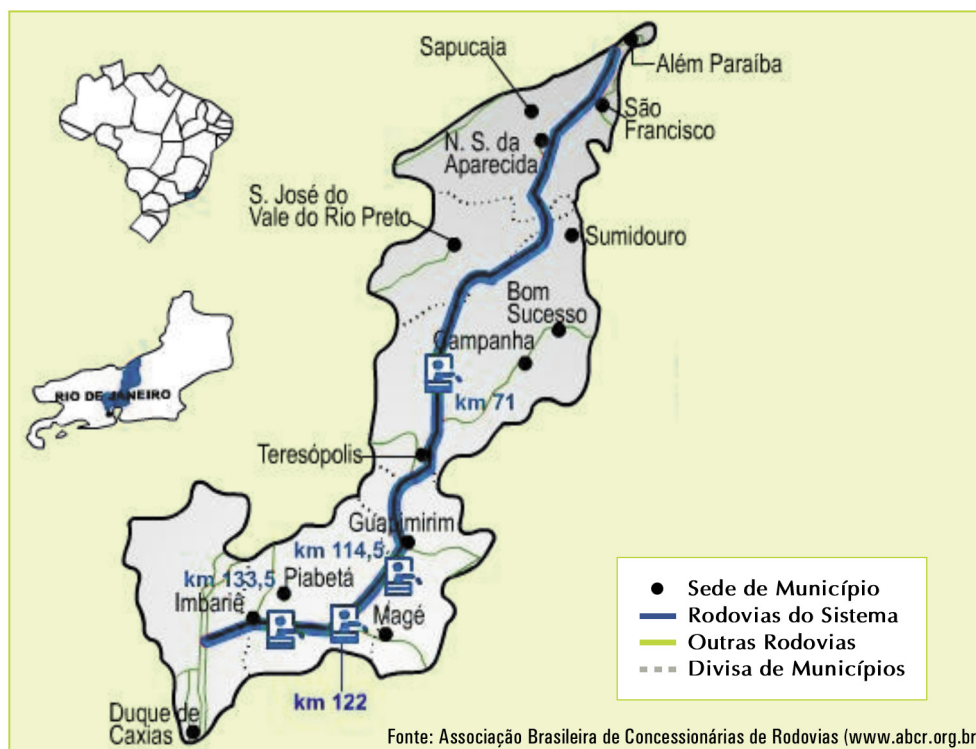 Sapucaia
Além Paraíba
São
Francisco
N. S. da
Aparecida
S. José do
Vale do Rio Preto
Sumidouro
Bom
Sucesso
Campanha
RIO DE JANEIRO
km 71
Teresópolis
Guapimirim
km 114,5
km 133,5
Piabetá
Imbariê
Magé
km 122
Duque de
Caxias
Sede de Município
Rodovias do Sistema
Outras Rodovias
Divisa de Municípios
Fonte: Associação Brasileira de Concessionárias de Rodovias (www.abcr.org.br